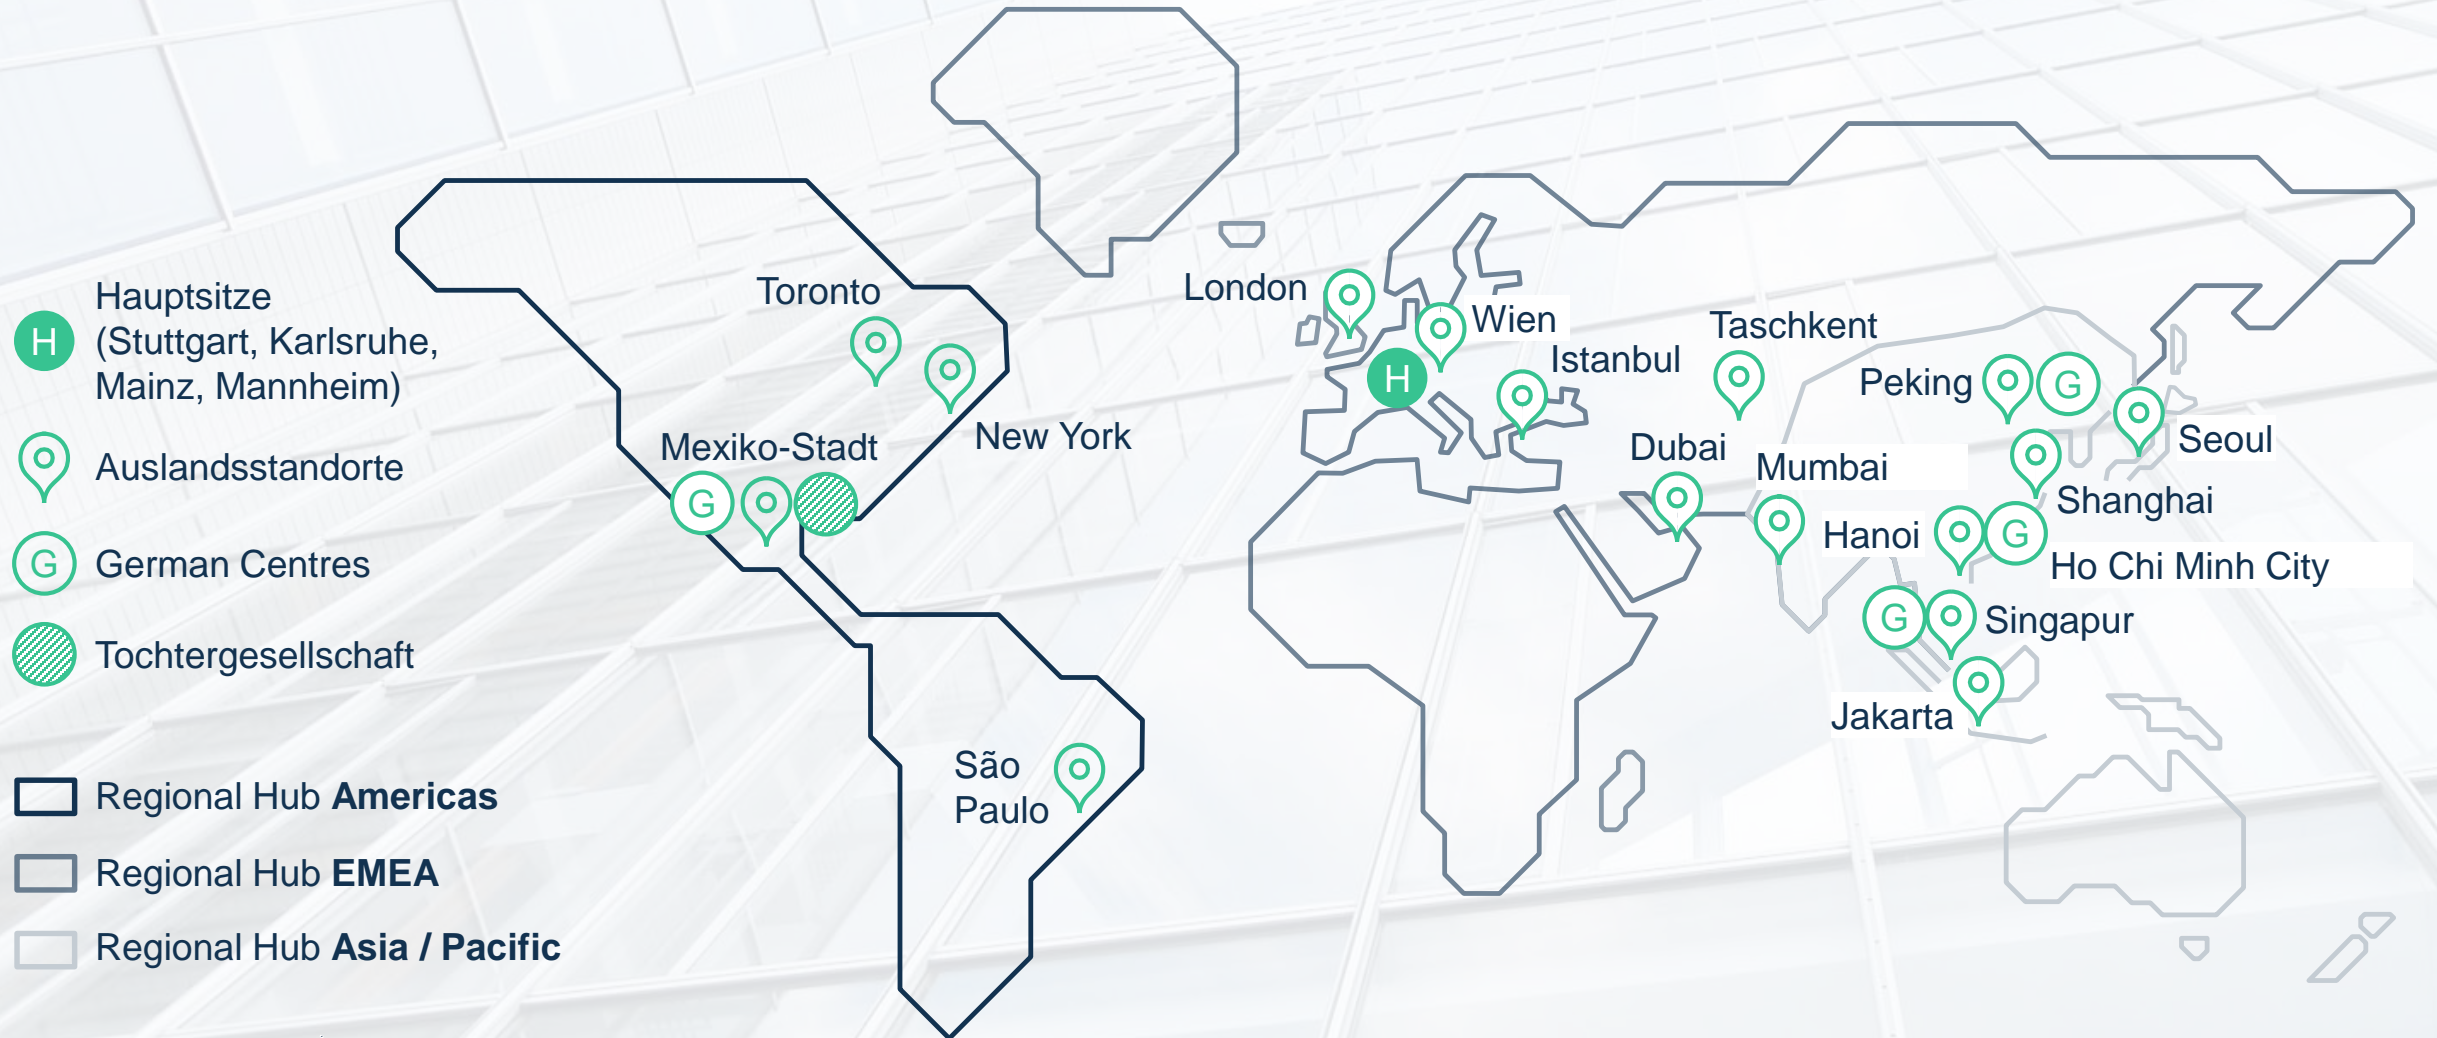 H
Hauptsitze
(Stuttgart, Karlsruhe,
Mainz, Mannheim)
Auslandsstandorte
G
German Centres
Tochtergesellschaft
Regional Hub Americas
Regional Hub EMEA
Regional Hub Asia / Pacific
Toronto
New York
Mexiko-Stadt
G
São
Paulo
London
Wien
H
Istanbul
Taschkent
Dubai
Mumbai
Peking
G
Seoul
Shanghai
Hanoi
G
Ho Chi Minh City
G
Singapur
Jakarta